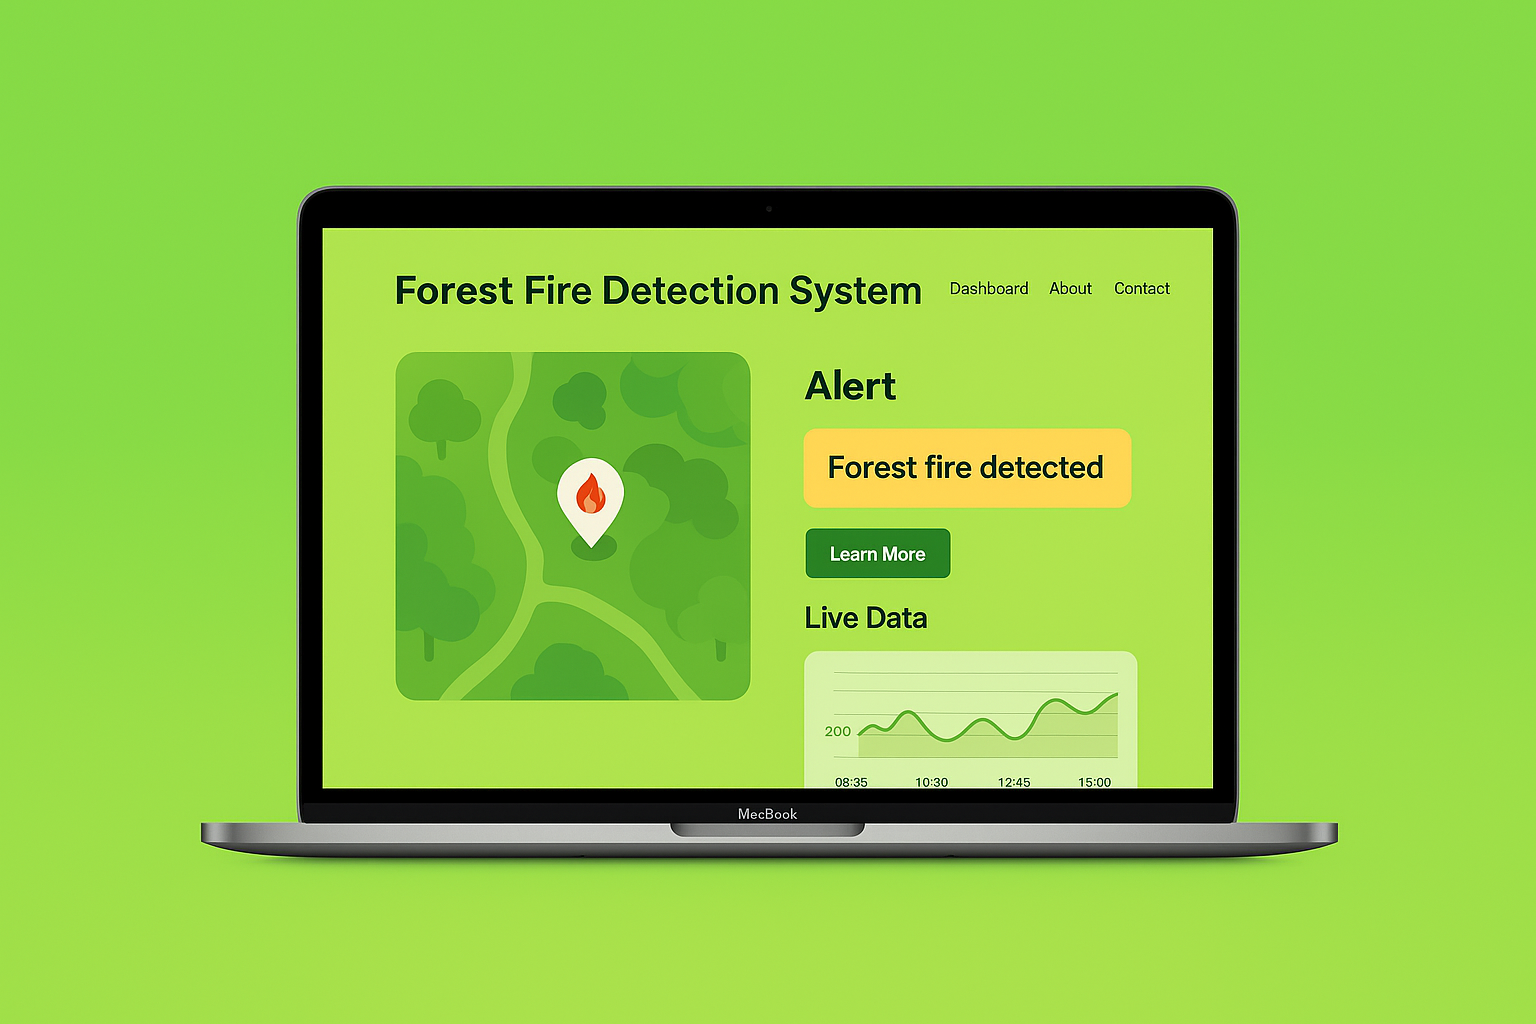 Forest Fire Detection System
Dashboard About Contact
Alert
Forest fire detected
Learn More
Live Data
200
08:35 10:30 12:45 15:00
MecBook